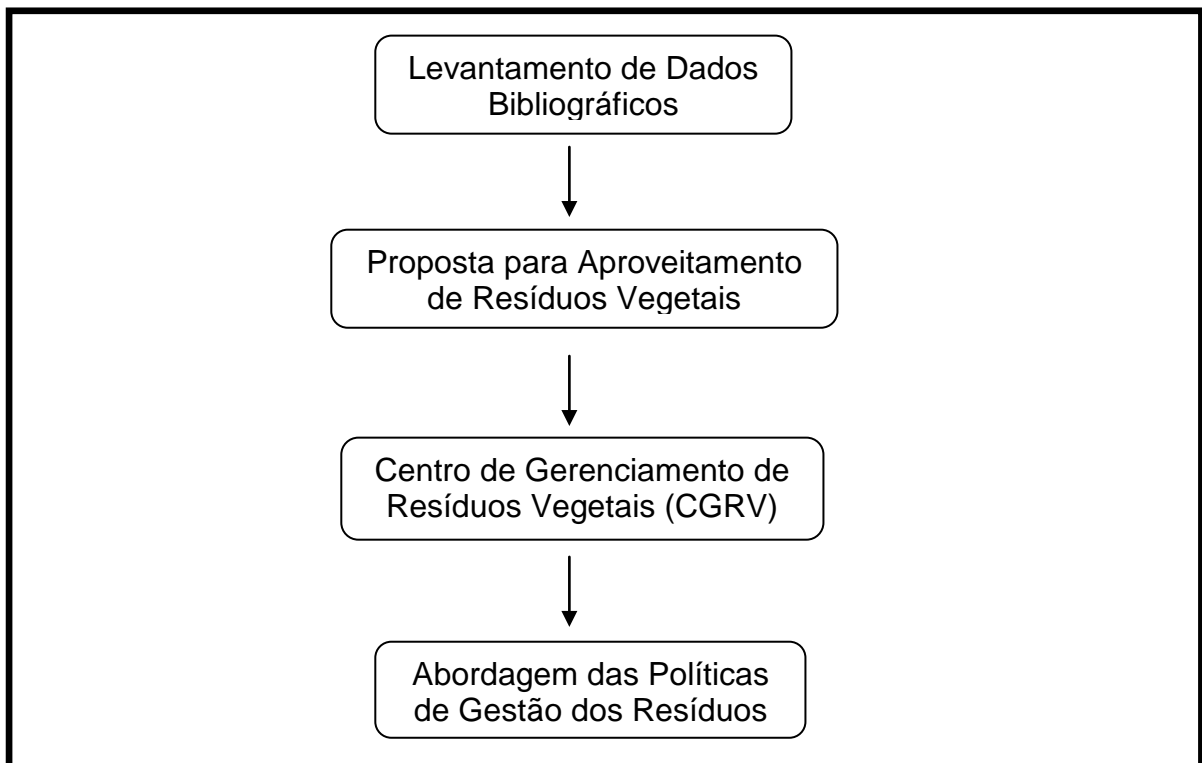 Levantamento de Dados
Bibliográficos
Proposta para Aproveitamento
de Resíduos Vegetais
Centro de Gerenciamento de
Resíduos Vegetais (CGRV)
Abordagem das Políticas
de Gestão dos Resíduos